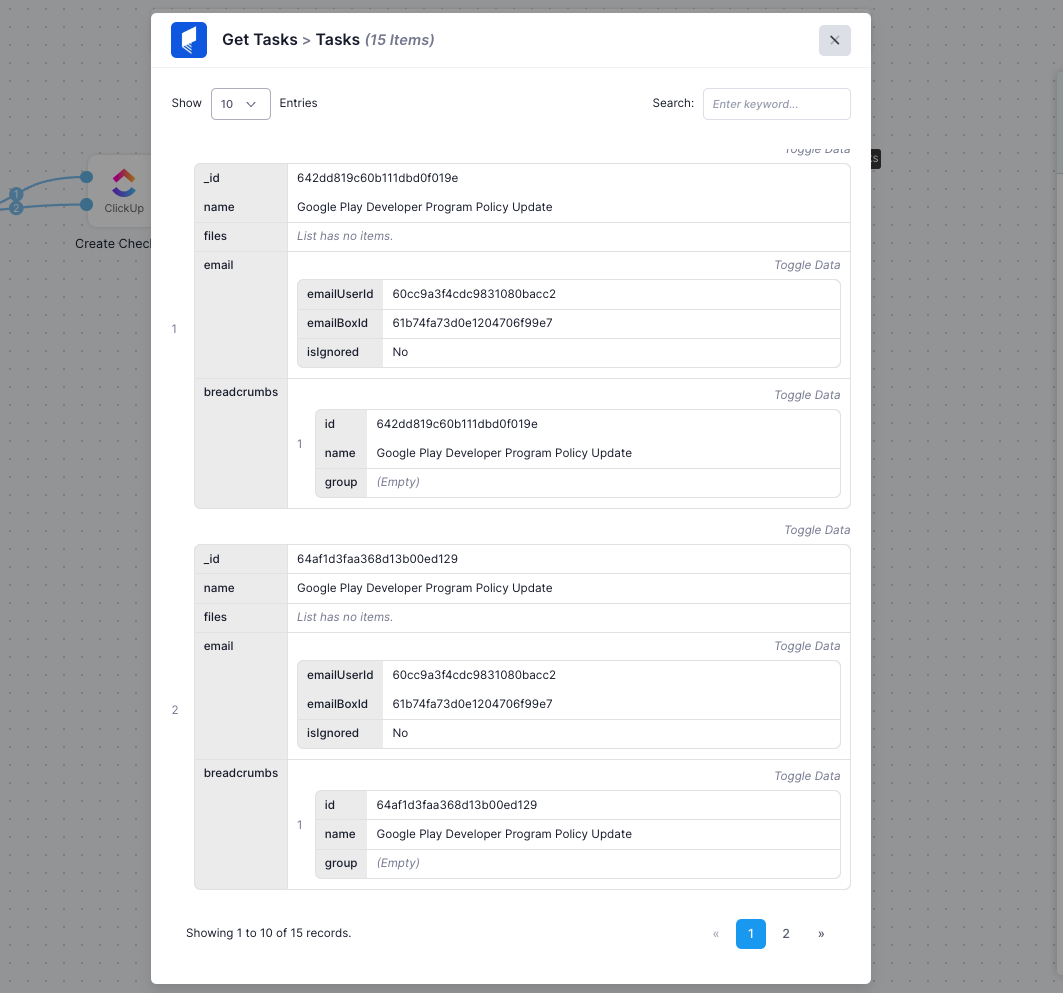 Get Tasks > Tasks (15 Items)
Show 10 Entries
Search: Enter keyword...
Toggle Data
_id 642dd819c60b111dbd0f019e
name Google Play Developer Program Policy Update
files List has no items.
email Toggle Data
emailUserId 60cc9a3f4cdc9831080bacc2
emailBoxId 61b74fa73d0e1204706f99e7
isIgnored No
1
breadcrumbs Toggle Data
id 642dd819c60b111dbd0f019e
1
name Google Play Developer Program Policy Update
group (Empty)
Toggle Data
_id 64af1d3faa368d13b00ed129
name Google Play Developer Program Policy Update
files List has no items.
email Toggle Data
emailUserId 60cc9a3f4cdc9831080bacc2
emailBoxId 61b74fa73d0e1204706f99e7
isIgnored No
2
breadcrumbs Toggle Data
id 64af1d3faa368d13b00ed129
1
name Google Play Developer Program Policy Update
group (Empty)
Showing 1 to 10 of 15 records.
« 1 2 »
1
2
ClickUp
Create Chec